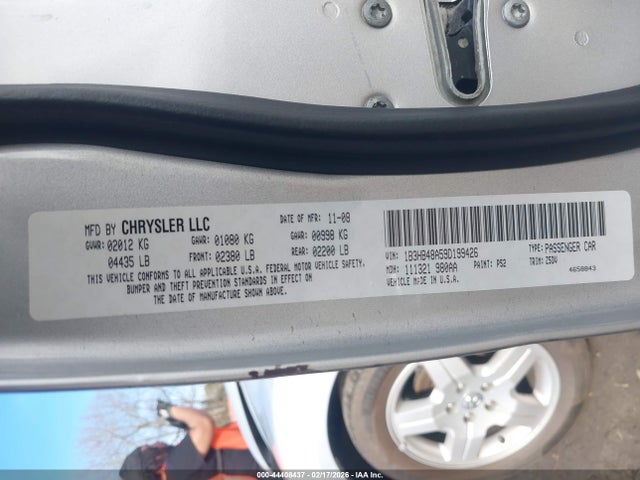 MFD BY CHRYSLER LLC DATE OF MFR 11-08
GVWR: 02012 KG GAWR: 01080 KG GAWR: 00998 KG
04435 LB FRONT: 02380 LB REAR: 02200 LB
THIS VEHICLE CONFORMS TO ALL APPLICABLE U.S.A. FEDERAL MOTOR VEHICLE SAFETY,
BUMPER AND THEFT PREVENTION STANDARDS IN EFFECT ON
THE DATE OF MANUFACTURE SHOWN ABOVE.
VIN: 1B3HB48A59D199426 TYPE: PASSENGER CAR
MDH: 111321 980AA PAINT: PS2 TRIM: Z5DV
VEHICLE MADE IN U.S.A. 4658843
000-44408437 - 02/17/2026 - IAAI.COM